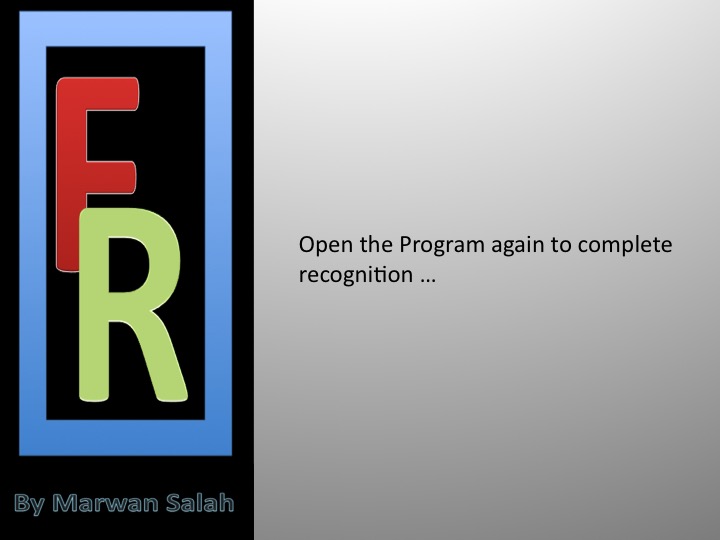 F
R
Open the Program again to complete
recognition ...
By Marwan Salah